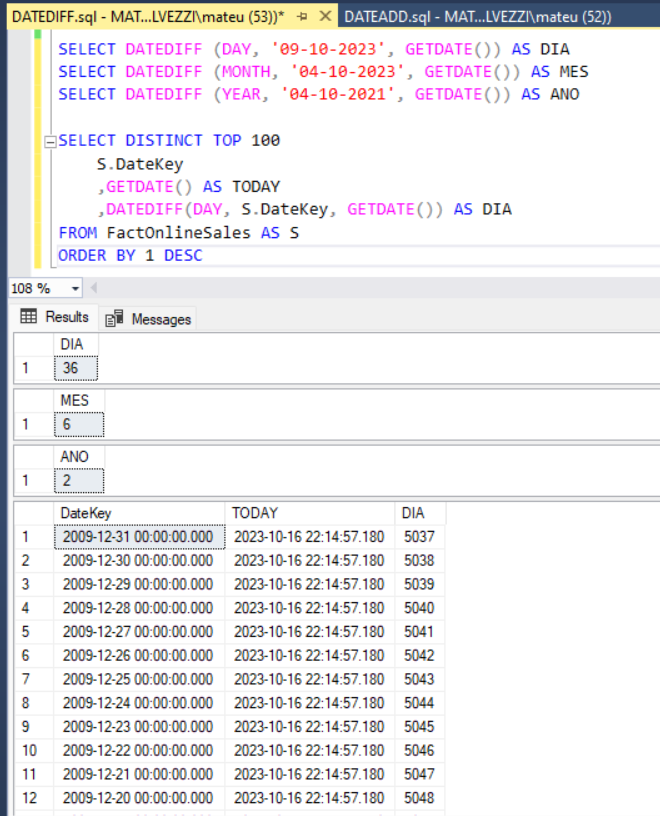 DATEDIFF.sql - MAT...LVEZZI\mateu (53))* DATEADD.sql - MAT...LVEZZI\mateu (52))
SELECT DATEDIFF (DAY, '09-10-2023', GETDATE()) AS DIA
SELECT DATEDIFF (MONTH, '04-10-2023', GETDATE()) AS MES
SELECT DATEDIFF (YEAR, '04-10-2021', GETDATE()) AS ANO
SELECT DISTINCT TOP 100
S.DateKey
,GETDATE() AS TODAY
,DATEDIFF(DAY, S.DateKey, GETDATE()) AS DIA
FROM FactOnlineSales AS S
ORDER BY 1 DESC
108 %
Results Messages
DIA
1 36
MES
1 6
ANO
1 2
DateKey TODAY DIA
1 2009-12-31 00:00:00.000 2023-10-16 22:14:57.180 5037
2 2009-12-30 00:00:00.000 2023-10-16 22:14:57.180 5038
3 2009-12-29 00:00:00.000 2023-10-16 22:14:57.180 5039
4 2009-12-28 00:00:00.000 2023-10-16 22:14:57.180 5040
5 2009-12-27 00:00:00.000 2023-10-16 22:14:57.180 5041
6 2009-12-26 00:00:00.000 2023-10-16 22:14:57.180 5042
7 2009-12-25 00:00:00.000 2023-10-16 22:14:57.180 5043
8 2009-12-24 00:00:00.000 2023-10-16 22:14:57.180 5044
9 2009-12-23 00:00:00.000 2023-10-16 22:14:57.180 5045
10 2009-12-22 00:00:00.000 2023-10-16 22:14:57.180 5046
11 2009-12-21 00:00:00.000 2023-10-16 22:14:57.180 5047
12 2009-12-20 00:00:00.000 2023-10-16 22:14:57.180 5048